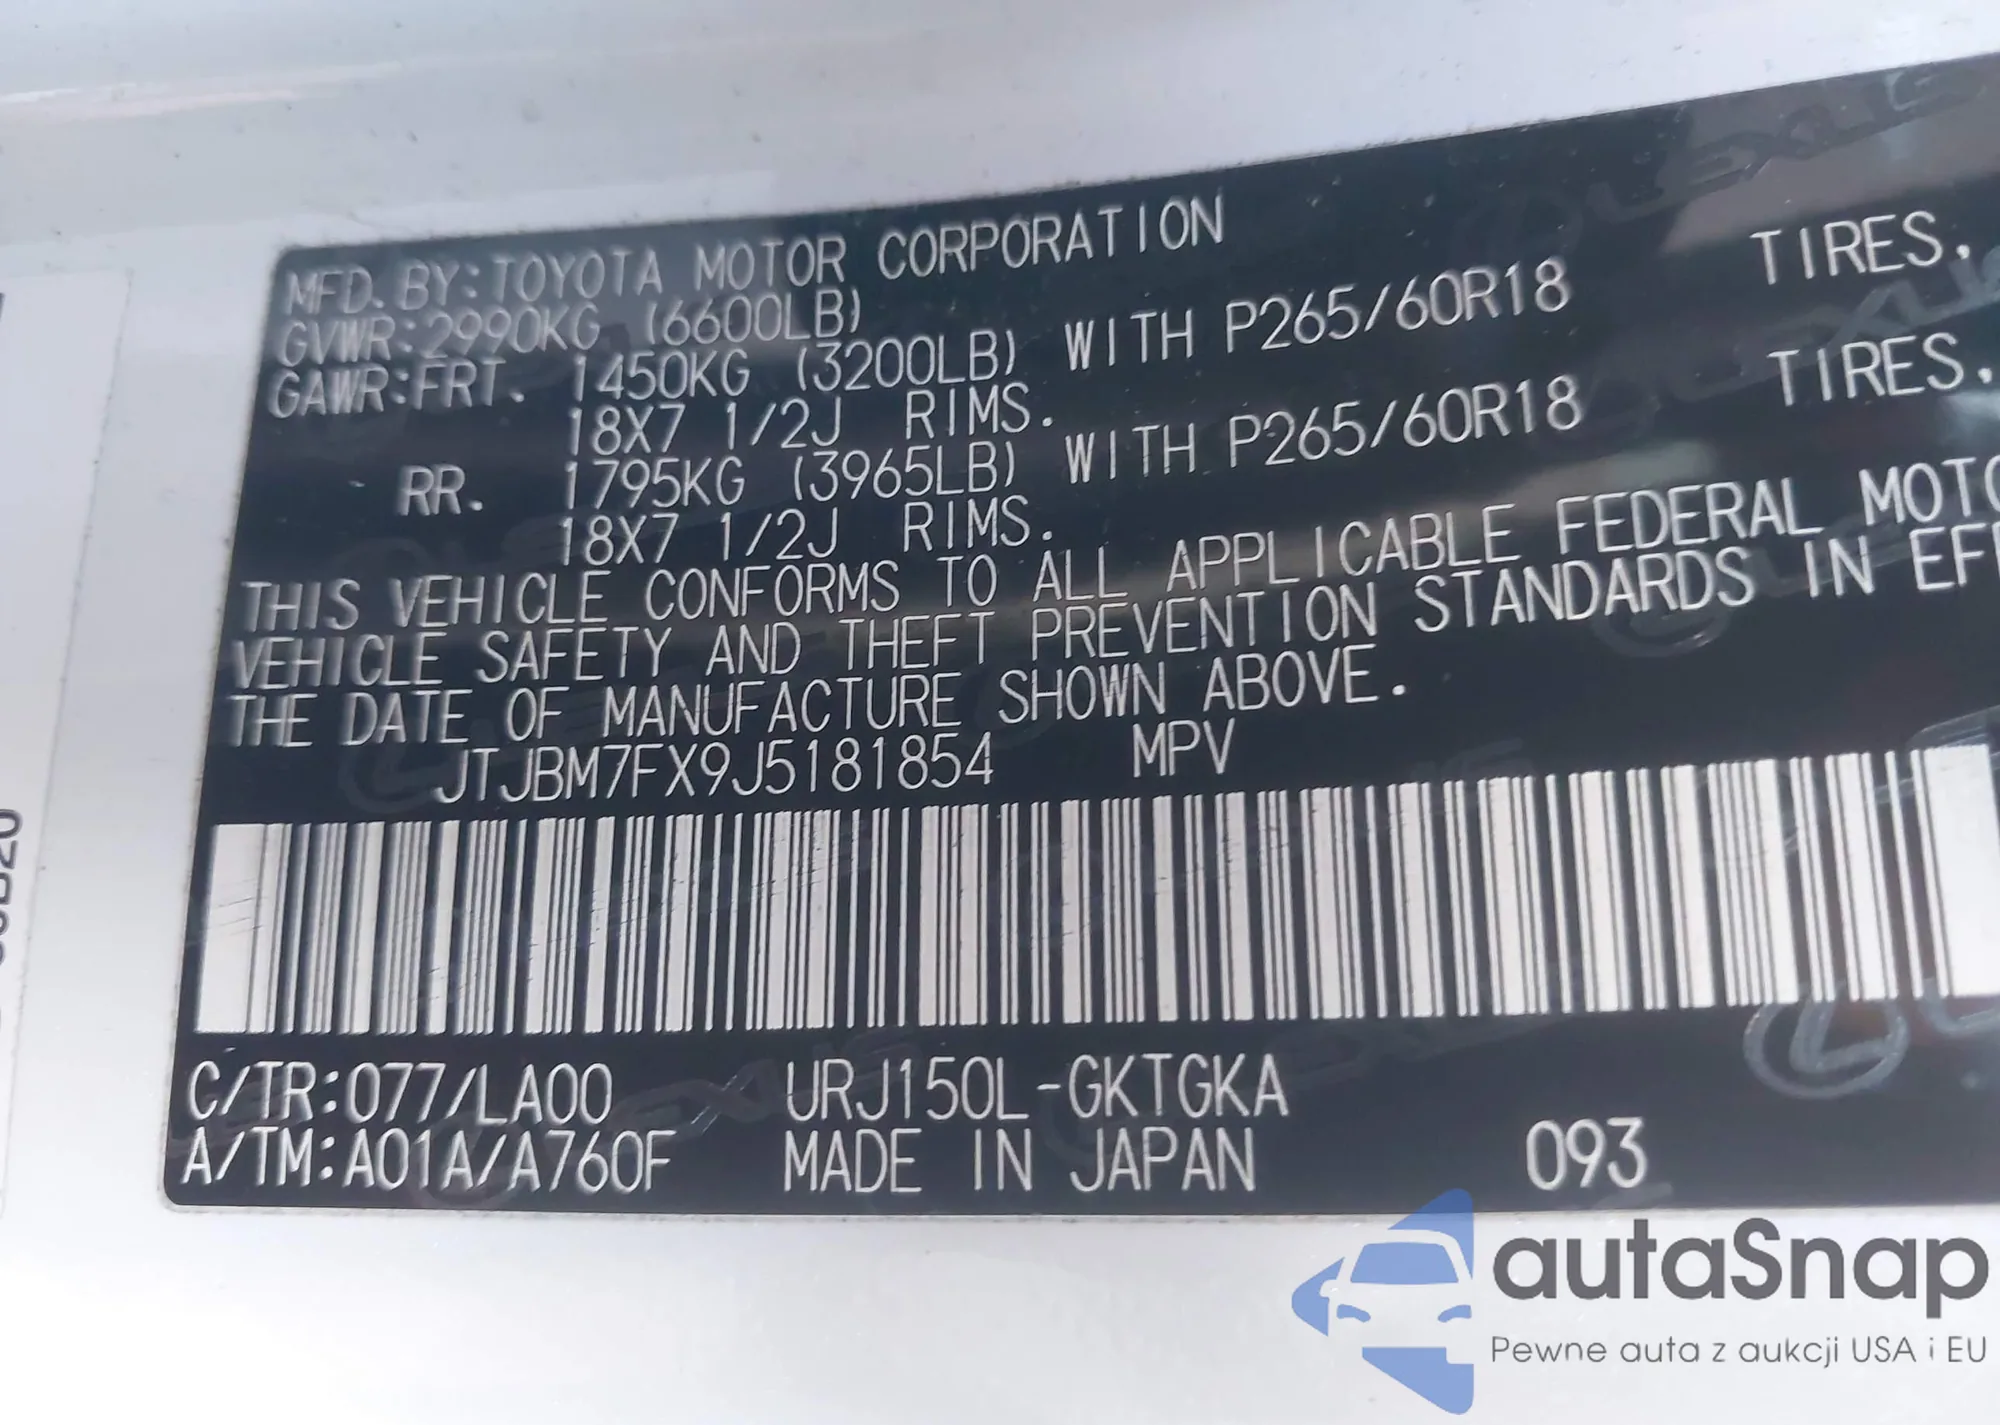 MFD. BY: TOYOTA MOTOR CORPORATION
GVWR: 2990KG (6600LB)
GAWR: FRT. 1450KG (3200LB) WITH P265/60R18 TIRES,
18X7 1/2J RIMS.
RR. 1795KG (3965LB) WITH P265/60R18 TIRES,
18X7 1/2J RIMS.
THIS VEHICLE CONFORMS TO ALL APPLICABLE FEDERAL MOTO
VEHICLE SAFETY AND THEFT PREVENTION STANDARDS IN EFF
THE DATE OF MANUFACTURE SHOWN ABOVE.
JTJBM7FX9J5181854 MPV
C/TR: 077/LA00 URJ150L-GKTGKA
A/TM: A01A/A760F MADE IN JAPAN 093
autaSnap
Pewne auta z aukcji USA i EU